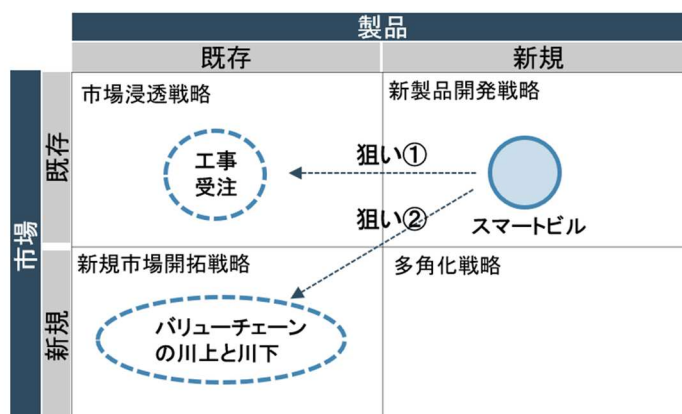 製品
既存
新規
市場
既存
新規
市場浸透戦略
新製品開発戦略
工事
受注
狙い①
狙い②
スマートビル
新規市場開拓戦略
多角化戦略
バリューチェーン
の川上と川下